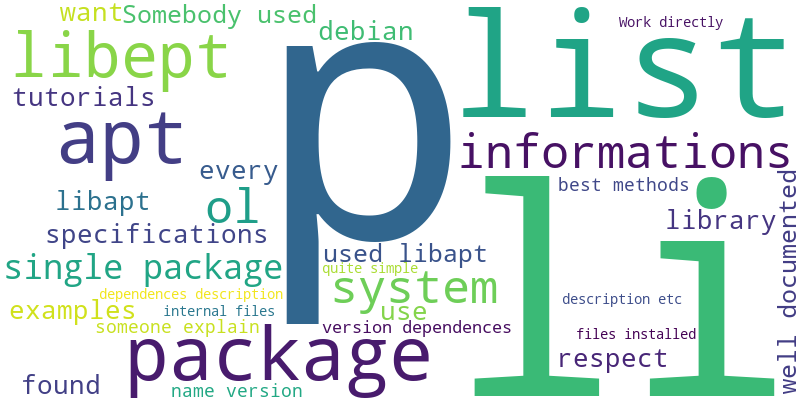 want
Somebody used
debian
Work directly
p
list
libept
tutorials
apt
informations
every
best methods
libapt
ol
library
specifications
used libapt
well documented
single package
quite simple
li
system
dependences description
description etc
examples
internal files
use
someone explain
version dependences
files installed
package
respect
found
name version